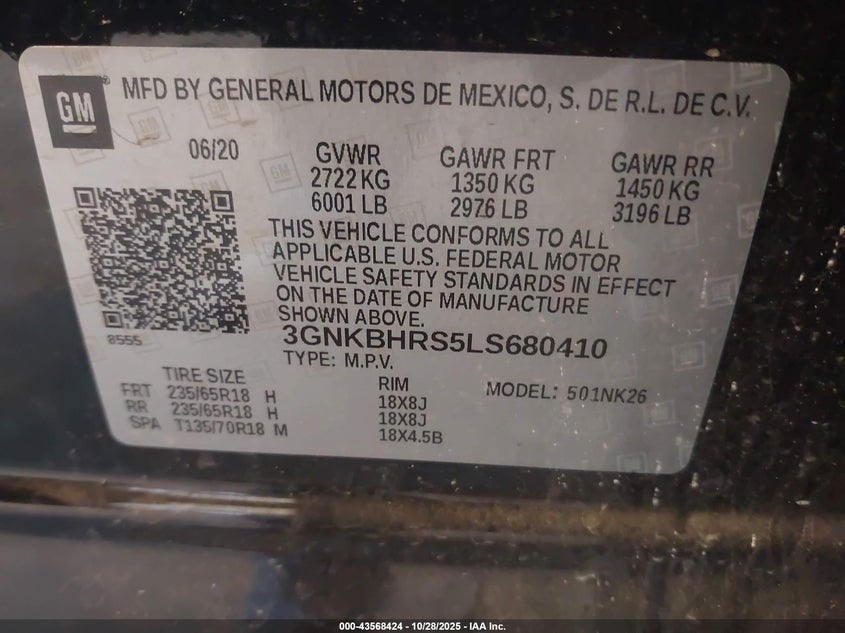 GM ® MFD BY GENERAL MOTORS DE MEXICO, S. DE R.L. DE C.V.
06/20 GVWR GAWR FRT GAWR RR
2722 KG 1350 KG 1450 KG
6001 LB 2976 LB 3196 LB
THIS VEHICLE CONFORMS TO ALL
APPLICABLE U.S. FEDERAL MOTOR
VEHICLE SAFETY STANDARDS IN EFFECT
ON THE DATE OF MANUFACTURE
SHOWN ABOVE.
8555 3GNKBHRS5LS680410
TYPE: M.P.V.
TIRE SIZE RIM MODEL: 501NK26
FRT 235/65R18 H 18X8J
RR 235/65R18 H 18X8J
SPA T135/70R18 M 18X4.5B
000-43568424 - 10/28/2025 - IAA Inc.